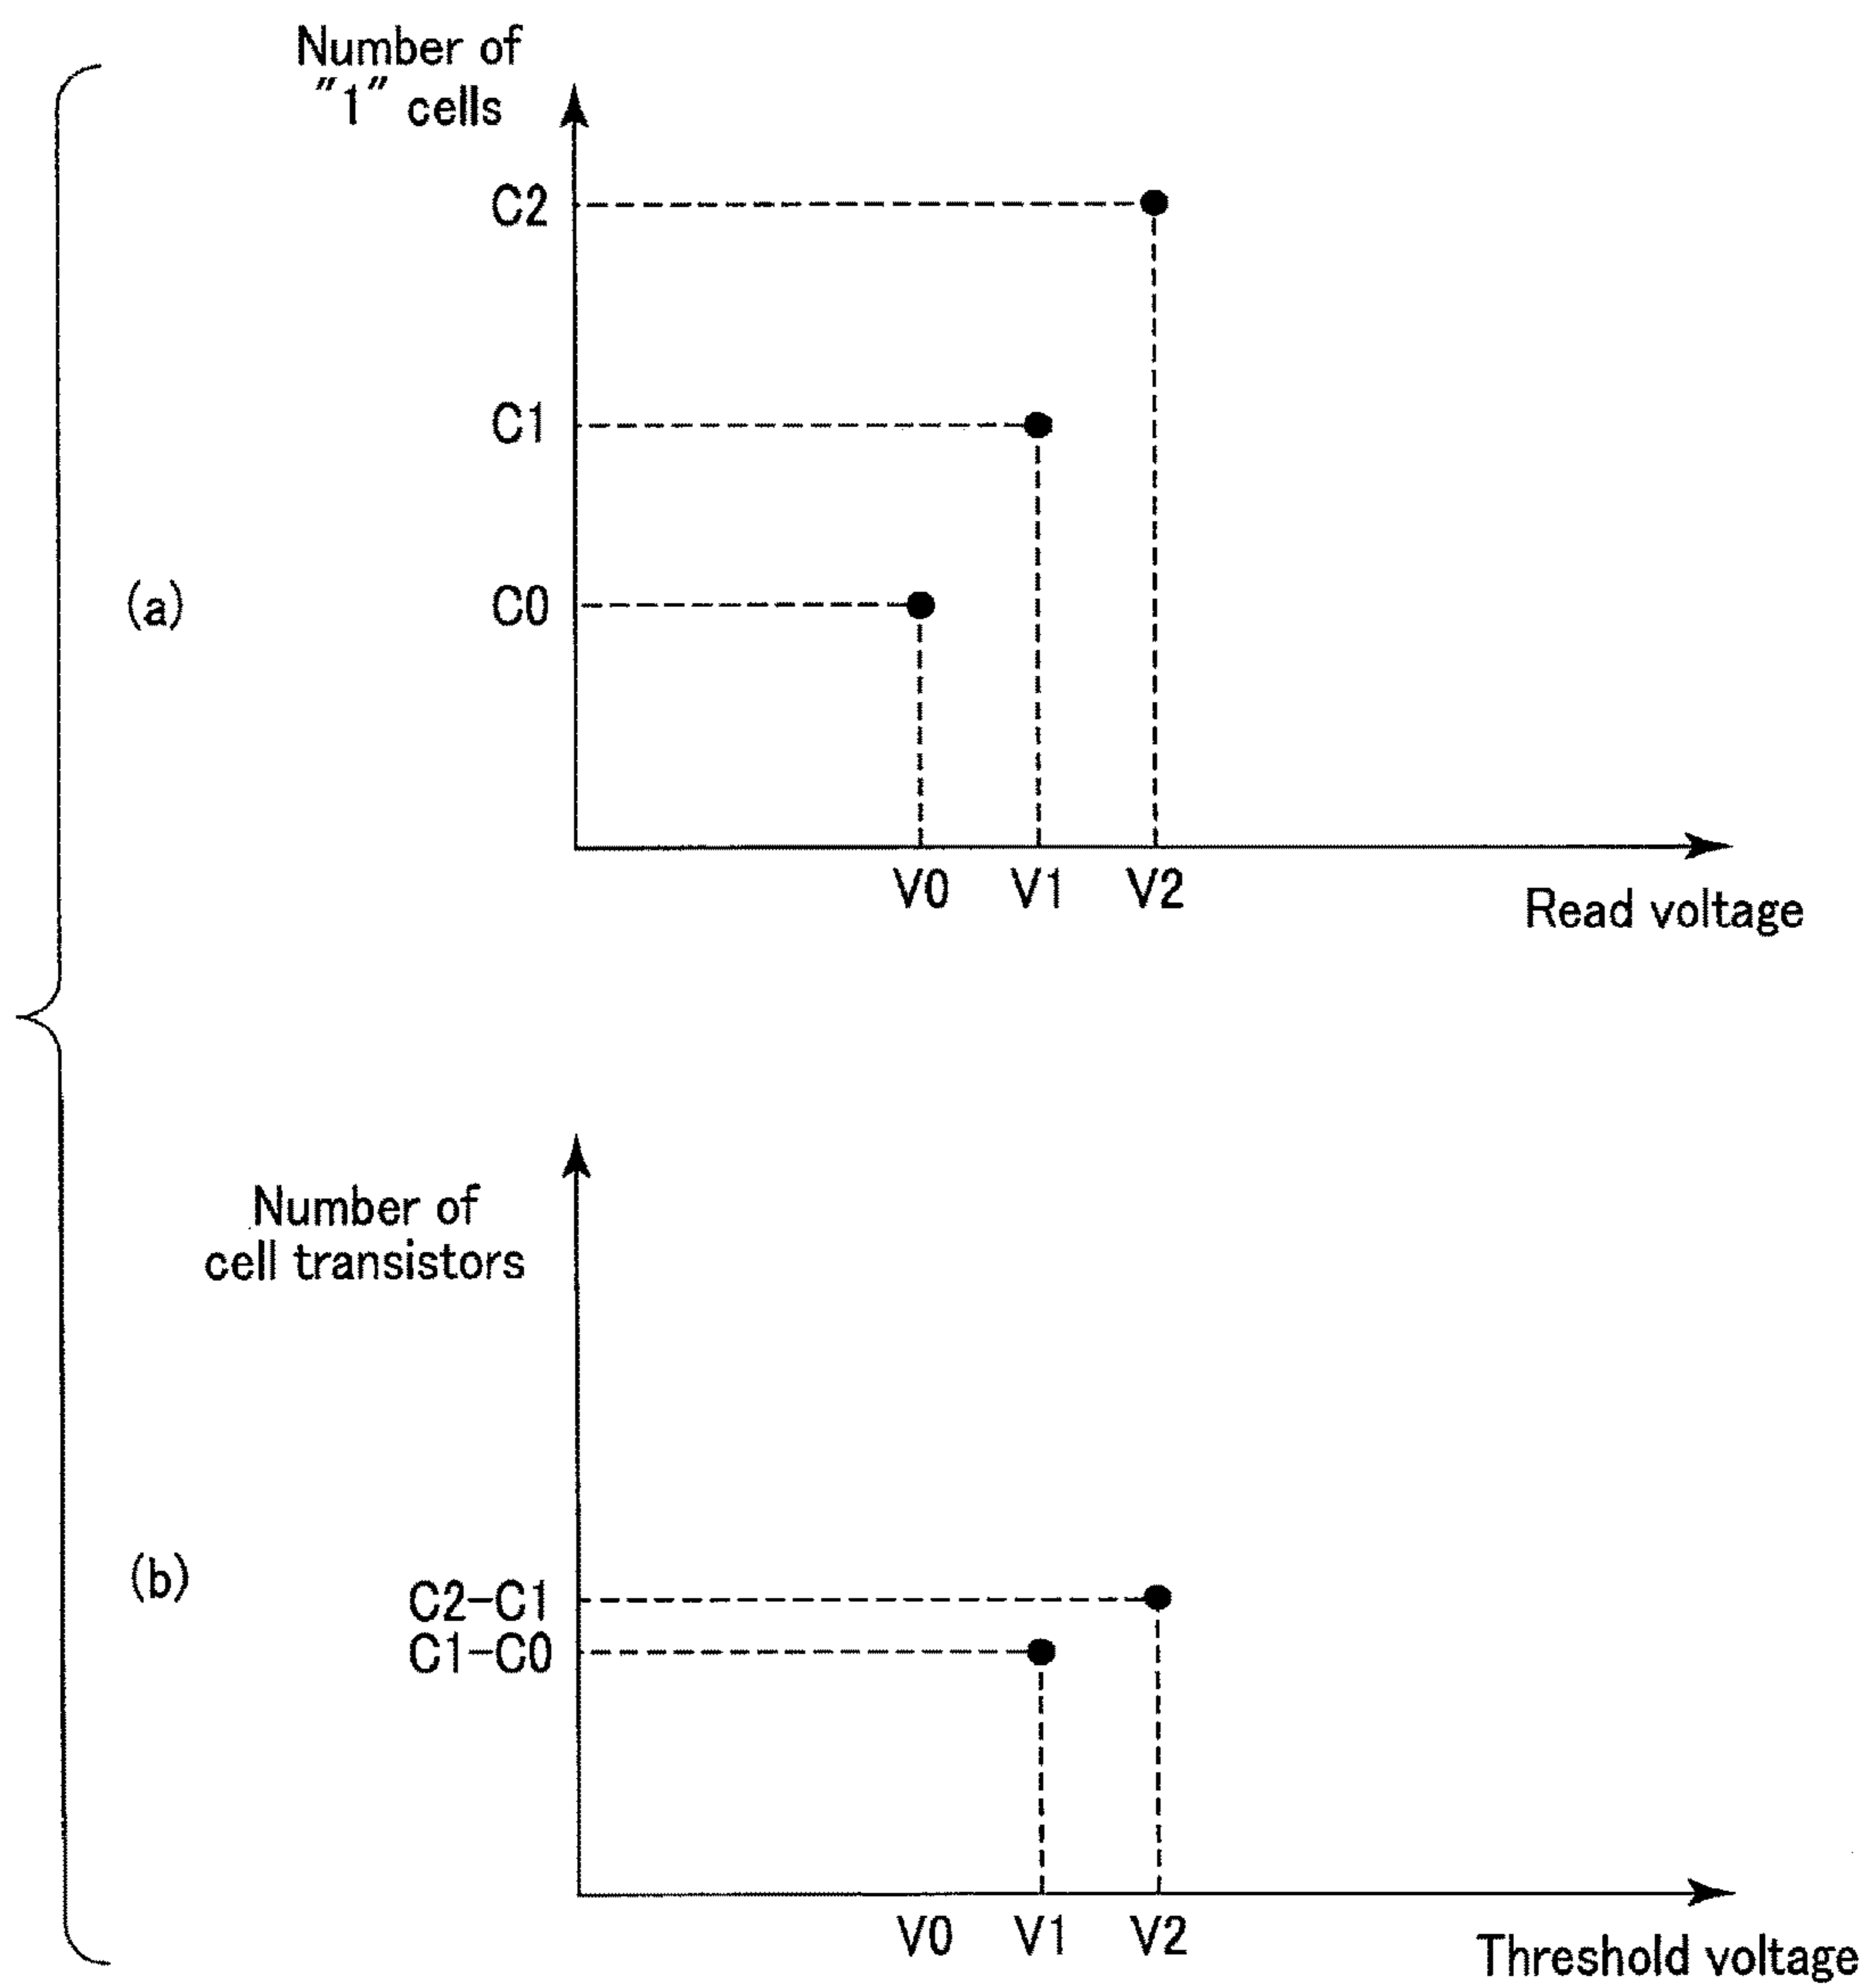 Number of
"1" cells
C2
C1
(a)
C0
V0 V1 V2
Read voltage
Number of
cell transistors
(b)
C2-C1
C1-C0
V0 V1 V2
Threshold voltage